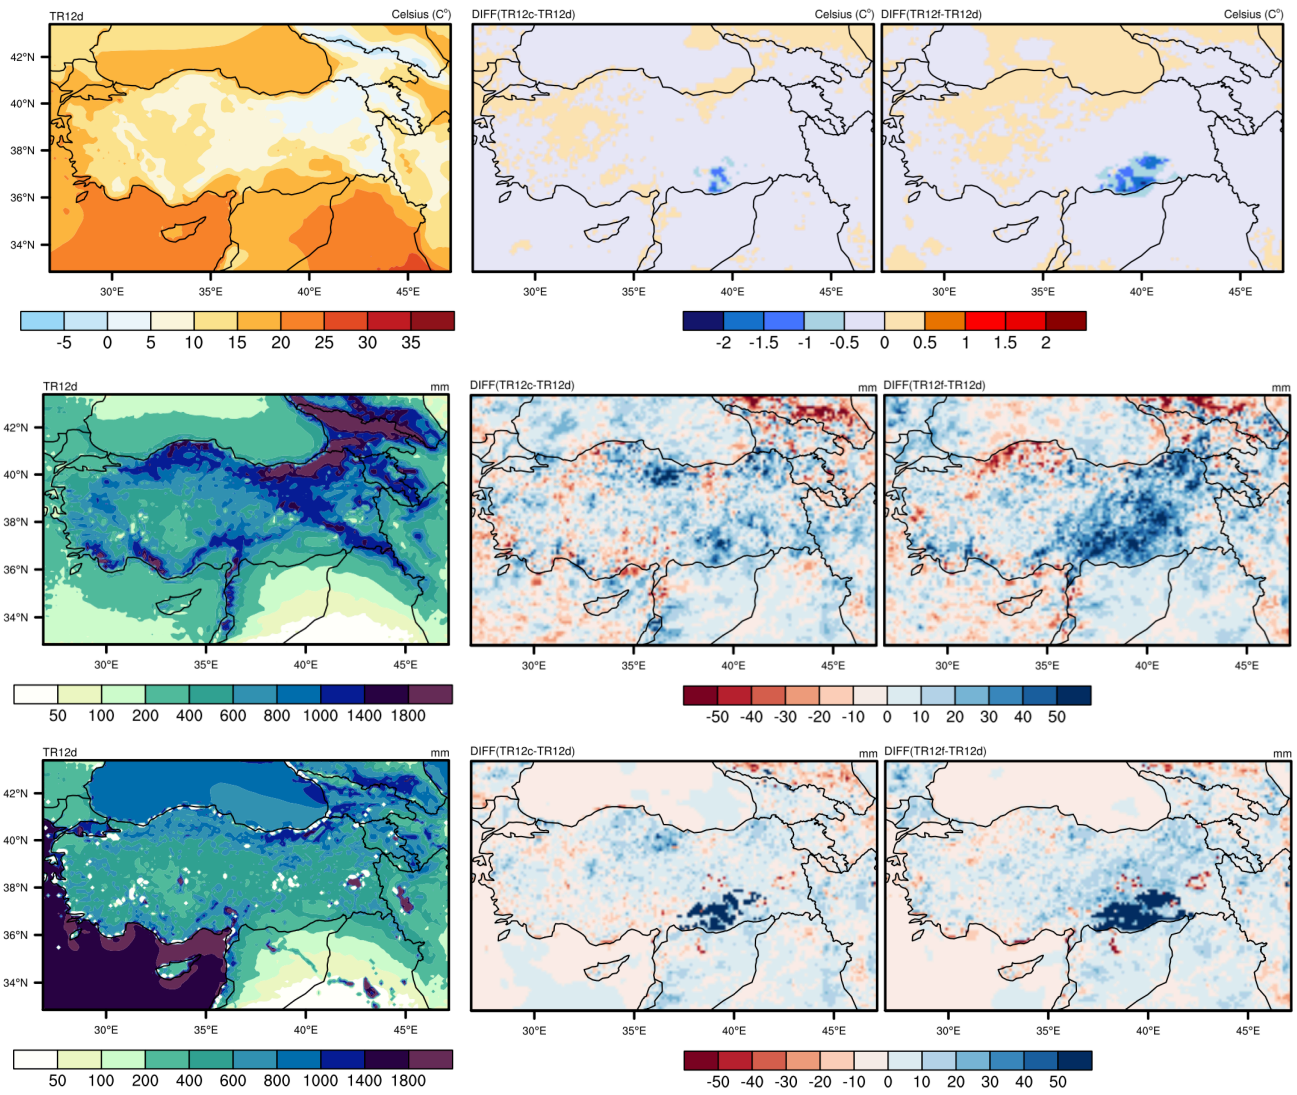 TR12d Celsius (C°) DIFF(TR12c-TR12d) Celsius (C°) DIFF(TR12f-TR12d) Celsius (C°)
42°N
40°N
38°N
36°N
34°N
30°E 35°E 40°E 45°E 30°E 35°E 40°E 45°E 30°E 35°E 40°E 45°E
-5 0 5 10 15 20 25 30 35 -2 -1.5 -1 -0.5 0 0.5 1 1.5 2
TR12d mm DIFF(TR12c-TR12d) mm DIFF(TR12f-TR12d) mm
42°N
40°N
38°N
36°N
34°N
30°E 35°E 40°E 45°E 30°E 35°E 40°E 45°E 30°E 35°E 40°E 45°E
50 100 200 400 600 800 1000 1400 1800 -50 -40 -30 -20 -10 0 10 20 30 40 50
TR12d mm DIFF(TR12c-TR12d) mm DIFF(TR12f-TR12d) mm
42°N
40°N
38°N
36°N
34°N
30°E 35°E 40°E 45°E 30°E 35°E 40°E 45°E 30°E 35°E 40°E 45°E
50 100 200 400 600 800 1000 1400 1800 -50 -40 -30 -20 -10 0 10 20 30 40 50